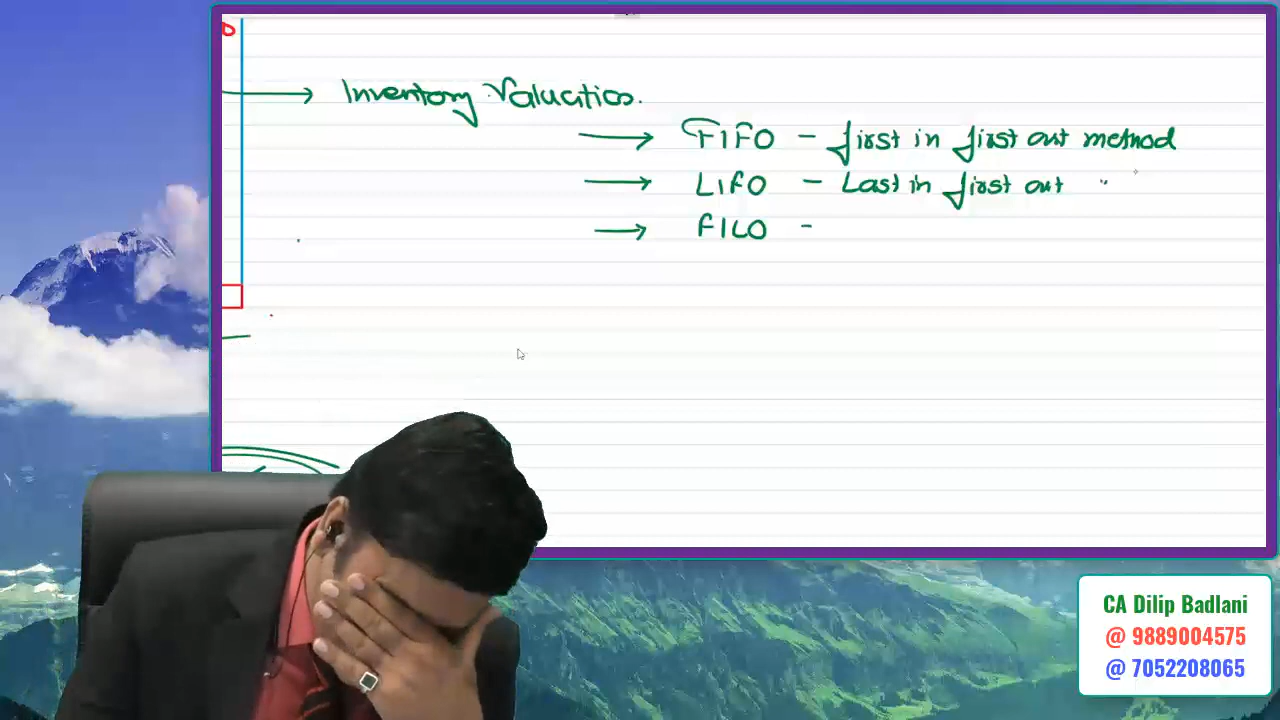 Inventory Valuation.
→ FIFO - first in first out method
→ LIFO - Last in first out "
→ FILO -
CA Dilip Badlani
@ 9889004575
@ 7052208065